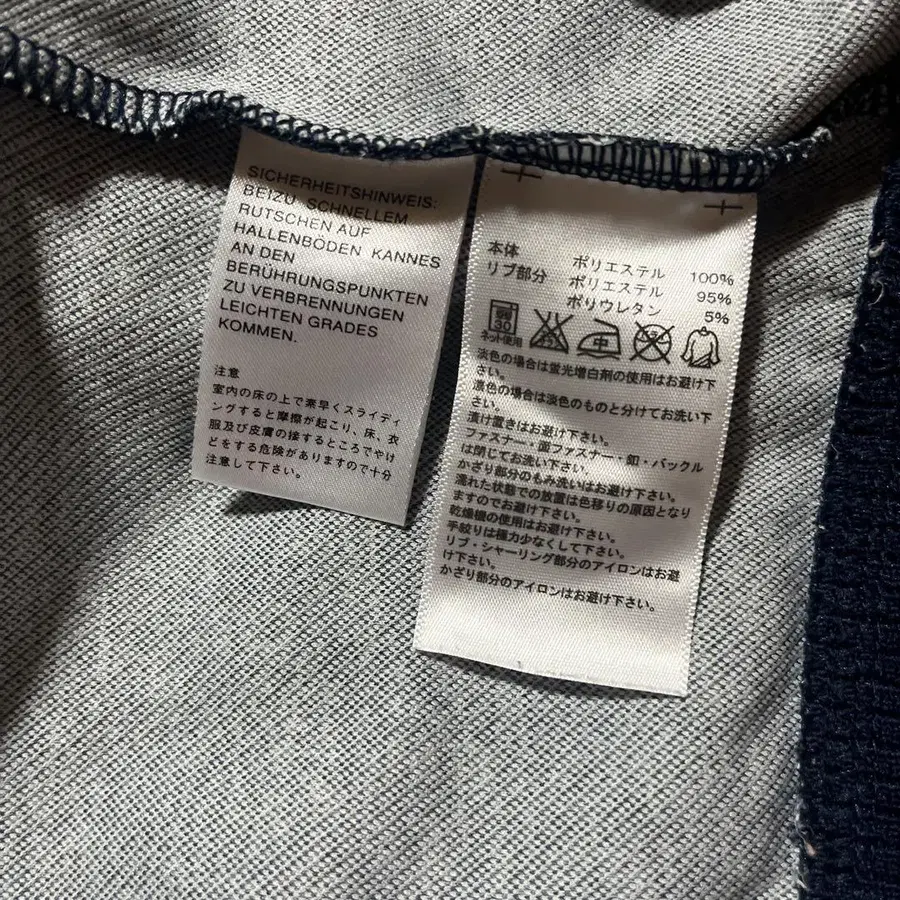 SICHERHEITSHINWEIS:
BEIZU SCHNELLEM
RUTSCHEN AUF
HALLENBÖDEN KANNES
AN DEN
BERÜHRUNGSPUNKTEN
ZU VERBRENNUNGEN
LEICHTEN GRADES
KOMMEN.
注意
室内の床の上で素早くスライディ
ングすると摩擦が起こり、床、衣
服及び皮膚の接するところでやけ
どをする危険がありますので十分
注意して下さい。
本体 ポリエステル 100%
リブ部分 ポリエステル 95%
ポリウレタン 5%
30
ネット使用
淡色の場合は蛍光増白剤の使用はお避け下
さい。
濃色の場合は淡色のものと分けてお洗い下
さい。
漬け置きはお避け下さい。
ファスナー・面ファスナー・釦・バックル
は閉じてお洗い下さい。
かざり部分のもみ洗いはお避け下さい。
濡れた状態での放置は色移りの原因となり
ますのでお避け下さい。
乾燥機の使用はお避け下さい。
手絞りは極力少なくして下さい。
リブ・シャーリング部分のアイロンはお避
け下さい。
かざり部分のアイロンはお避け下さい。